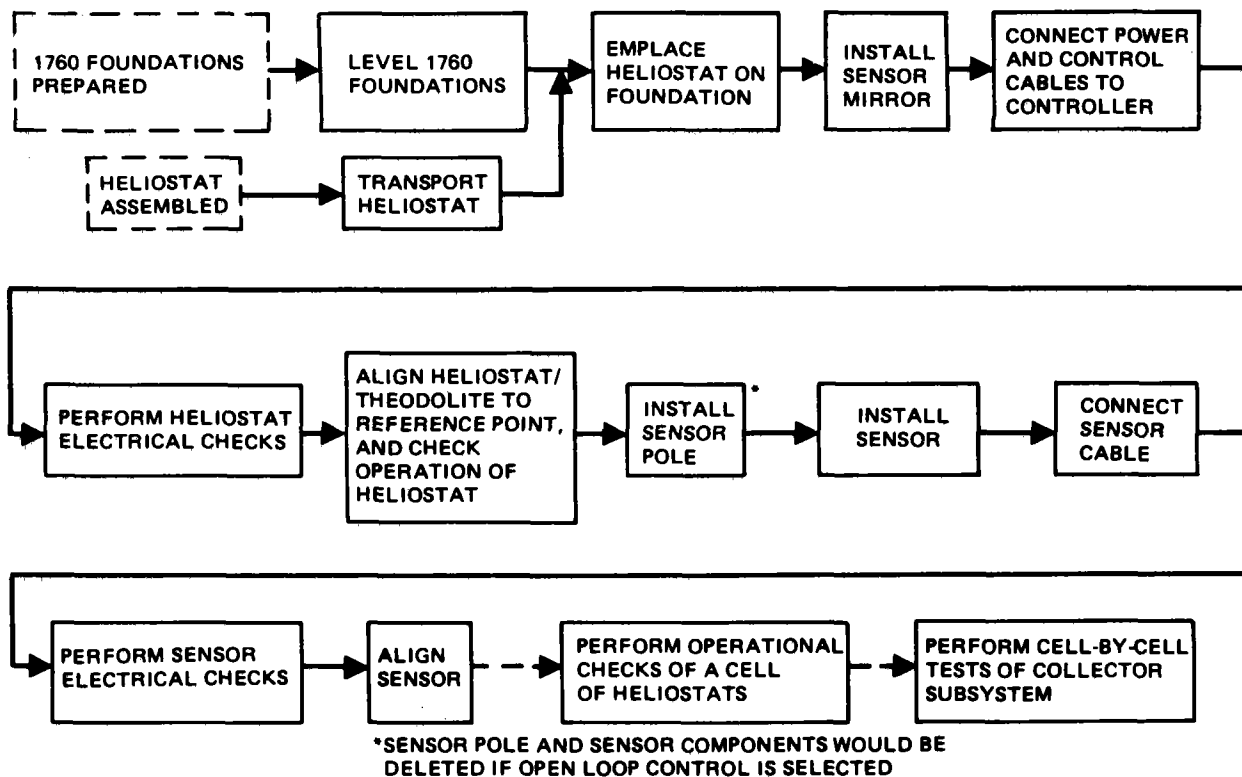 1760 FOUNDATIONS
PREPARED
LEVEL 1760
FOUNDATIONS
EMPLACE
HELIOSTAT ON
FOUNDATION
INSTALL
SENSOR
MIRROR
CONNECT POWER
AND CONTROL
CABLES TO
CONTROLLER
HELIOSTAT
ASSEMBLED
TRANSPORT
HELIOSTAT
PERFORM HELIOSTAT
ELECTRICAL CHECKS
ALIGN HELIOSTAT/
THEODOLITE TO
REFERENCE POINT,
AND CHECK
OPERATION OF
HELIOSTAT
INSTALL
SENSOR
POLE
*
INSTALL
SENSOR
CONNECT
SENSOR
CABLE
PERFORM SENSOR
ELECTRICAL CHECKS
ALIGN
SENSOR
PERFORM OPERATIONAL
CHECKS OF A CELL
OF HELIOSTATS
PERFORM CELL-BY-CELL
TESTS OF COLLECTOR
SUBSYSTEM
*SENSOR POLE AND SENSOR COMPONENTS WOULD BE
DELETED IF OPEN LOOP CONTROL IS SELECTED